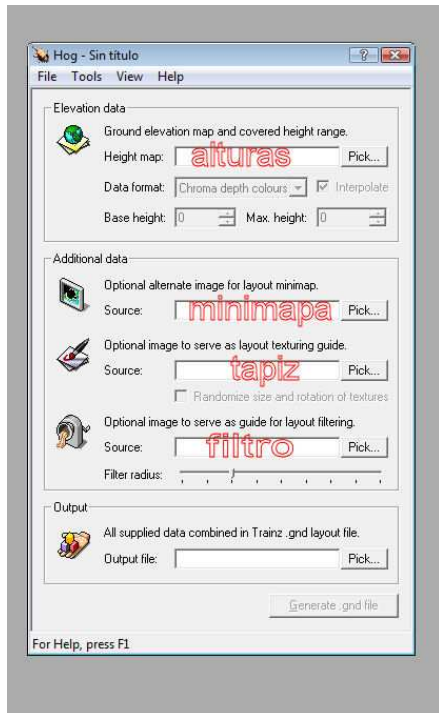 Hog - Sin título
File Tools View Help
Elevation data
Ground elevation map and covered height range.
Height map: alturas Pick...
Data format: Chroma depth colours Interpolate
Base height: 0 Max. height: 0
Additional data
Optional alternate image for layout minimap.
Source: minimapa Pick...
Optional image to serve as layout texturing guide.
Source: tapiz Pick...
Randomize size and rotation of textures
Optional image to serve as guide for layout filtering.
Source: filtro Pick...
Filter radius:
Output
All supplied data combined in Trainz .gnd layout file.
Output file: Pick...
Generate .gnd file
For Help, press F1